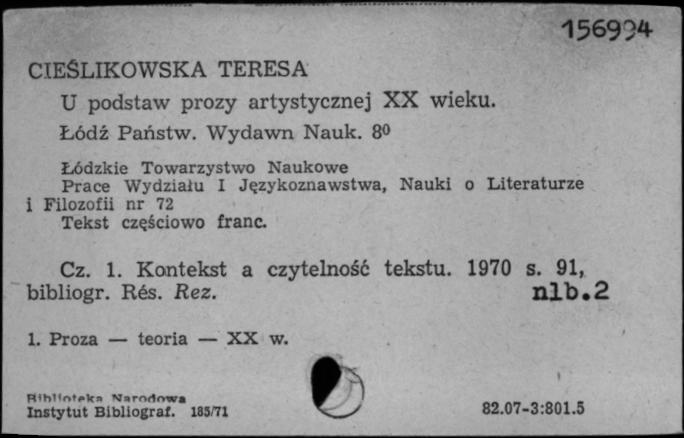 156994
CIEŚLIKOWSKA TERESA
U podstaw prozy artystycznej XX wieku.
Łódź Państw. Wydawn Nauk. 8⁰
Łódzkie Towarzystwo Naukowe
Prace Wydziału I Językoznawstwa, Nauki o Literaturze
i Filozofii nr 72
Tekst częściowo franc.
Cz. 1. Kontekst a czytelność tekstu. 1970 s. 91,
bibliogr. Rés. Rez. nlb.2
1. Proza — teoria — XX w.
Biblioteka Narodowa
Instytut Bibliograf. 185/71 82.07-3:801.5